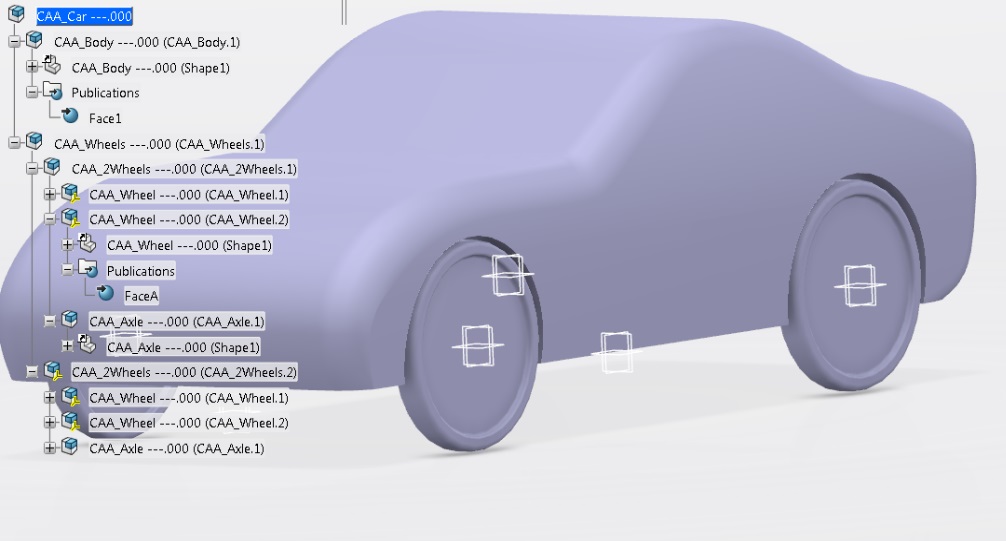 CAA_Car ---.000
CAA_Body ---.000 (CAA_Body.1)
CAA_Body ---.000 (Shape1)
Publications
Face1
CAA_Wheels ---.000 (CAA_Wheels.1)
CAA_2Wheels ---.000 (CAA_2Wheels.1)
CAA_Wheel ---.000 (CAA_Wheel.1)
CAA_Wheel ---.000 (CAA_Wheel.2)
CAA_Wheel ---.000 (Shape1)
Publications
FaceA
CAA_Axle ---.000 (CAA_Axle.1)
CAA_Axle ---.000 (Shape1)
CAA_2Wheels ---.000 (CAA_2Wheels.2)
CAA_Wheel ---.000 (CAA_Wheel.1)
CAA_Wheel ---.000 (CAA_Wheel.2)
CAA_Axle ---.000 (CAA_Axle.1)